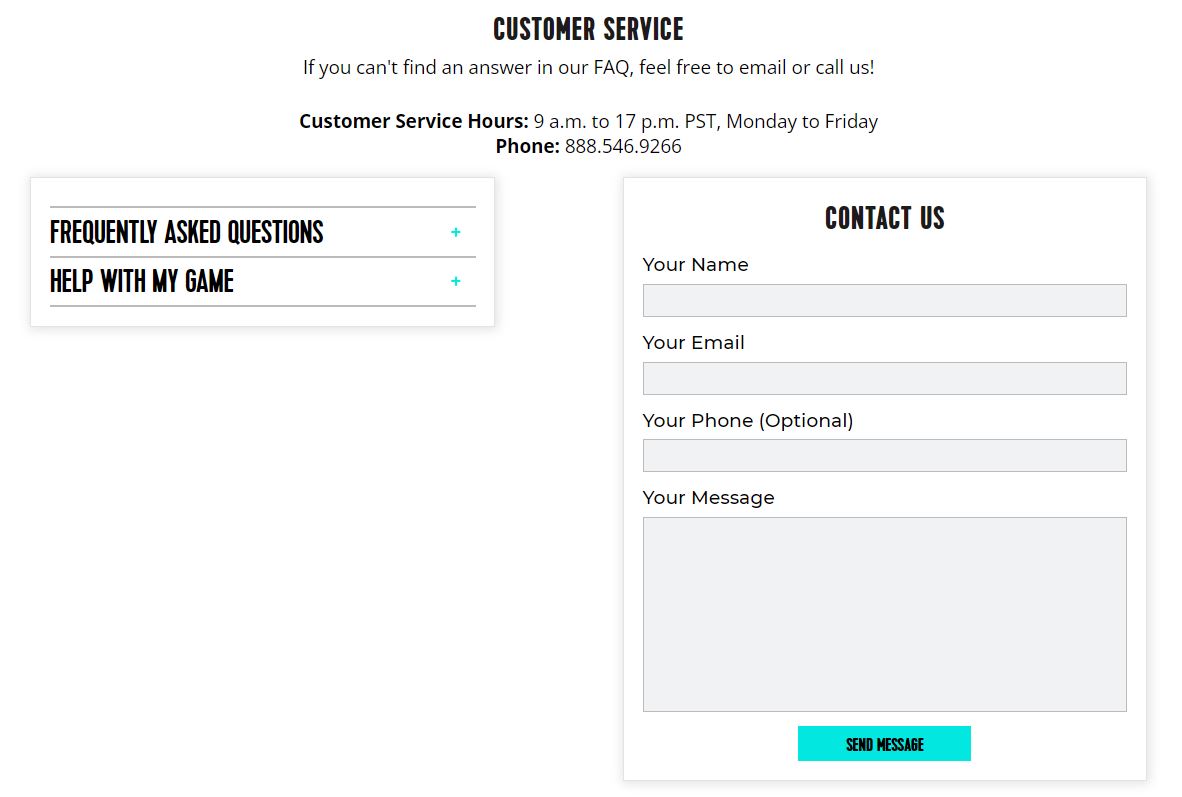 CUSTOMER SERVICE
If you can't find an answer in our FAQ, feel free to email or call us!
Customer Service Hours: 9 a.m. to 17 p.m. PST, Monday to Friday
Phone: 888.546.9266
FREQUENTLY ASKED QUESTIONS +
HELP WITH MY GAME +
CONTACT US
Your Name
Your Email
Your Phone (Optional)
Your Message
SEND MESSAGE